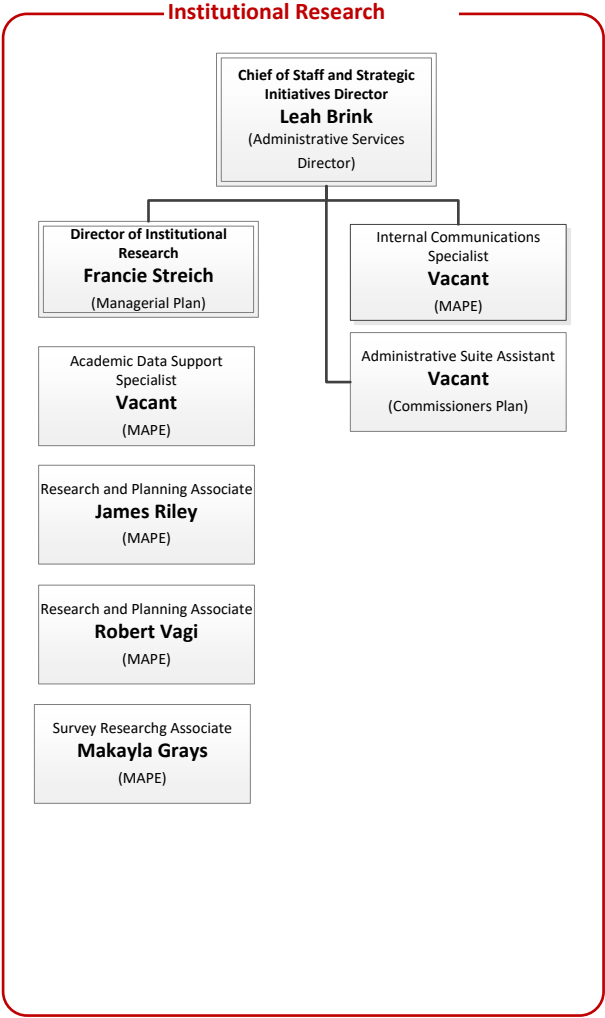 Institutional Research
Chief of Staff and Strategic
Initiatives Director
Leah Brink
(Administrative Services
Director)
Director of Institutional
Research
Francie Streich
(Managerial Plan)
Internal Communications
Specialist
Vacant
(MAPE)
Academic Data Support
Specialist
Vacant
(MAPE)
Administrative Suite Assistant
Vacant
(Commissioners Plan)
Research and Planning Associate
James Riley
(MAPE)
Research and Planning Associate
Robert Vagi
(MAPE)
Survey Researchg Associate
Makayla Grays
(MAPE)